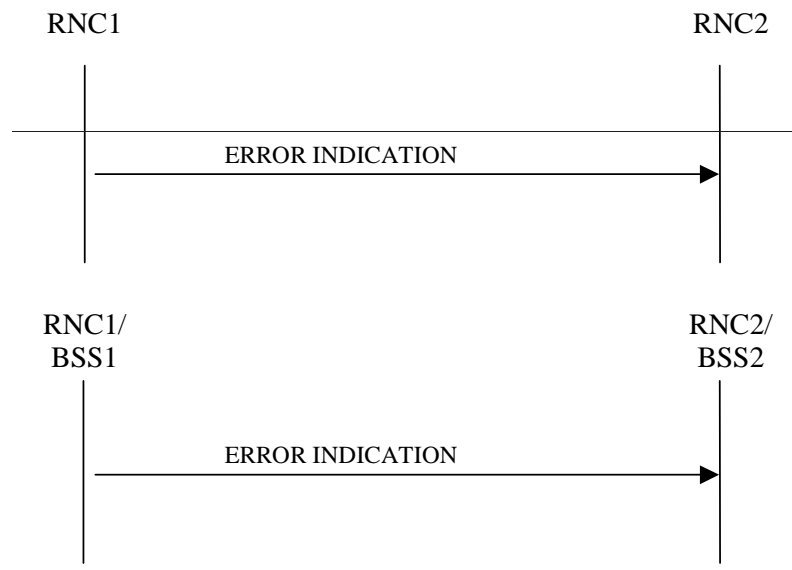 RNC1 RNC2
ERROR INDICATION
RNC1/ RNC2/
BSS1 BSS2
ERROR INDICATION